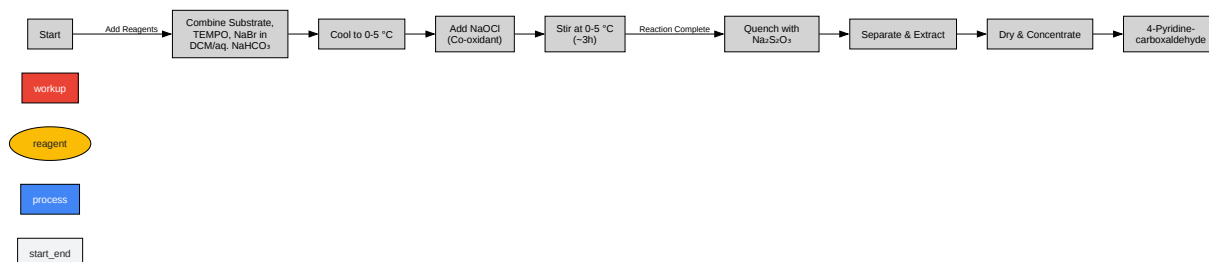 Start
Add Reagents
Combine Substrate,
TEMPO, NaBr in
DCM/aq. NaHCO₃
Cool to 0-5 °C
Add NaOCl
(Co-oxidant)
Stir at 0-5 °C
(~3h)
Reaction Complete
Quench with
Na₂S₂O₃
Separate & Extract
Dry & Concentrate
4-Pyridine-
carboxaldehyde
workup
reagent
process
start_end